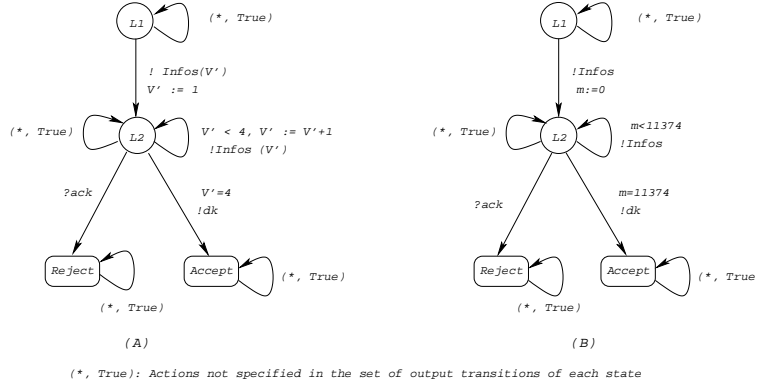 L1
(*, True)
! Infos(V')
V' := 1
(*, True)
L2
V' < 4, V' := V'+1
!Infos (V')
?ack
V'=4
!dk
Reject
Accept
(*, True)
(*, True)
(A)
L1
(*, True)
!Infos
m:=0
(*, True)
L2
m<11374
!Infos
?ack
m=11374
!dk
Reject
Accept
(*, True)
(*, True)
(B)
(*, True): Actions not specified in the set of output transitions of each state